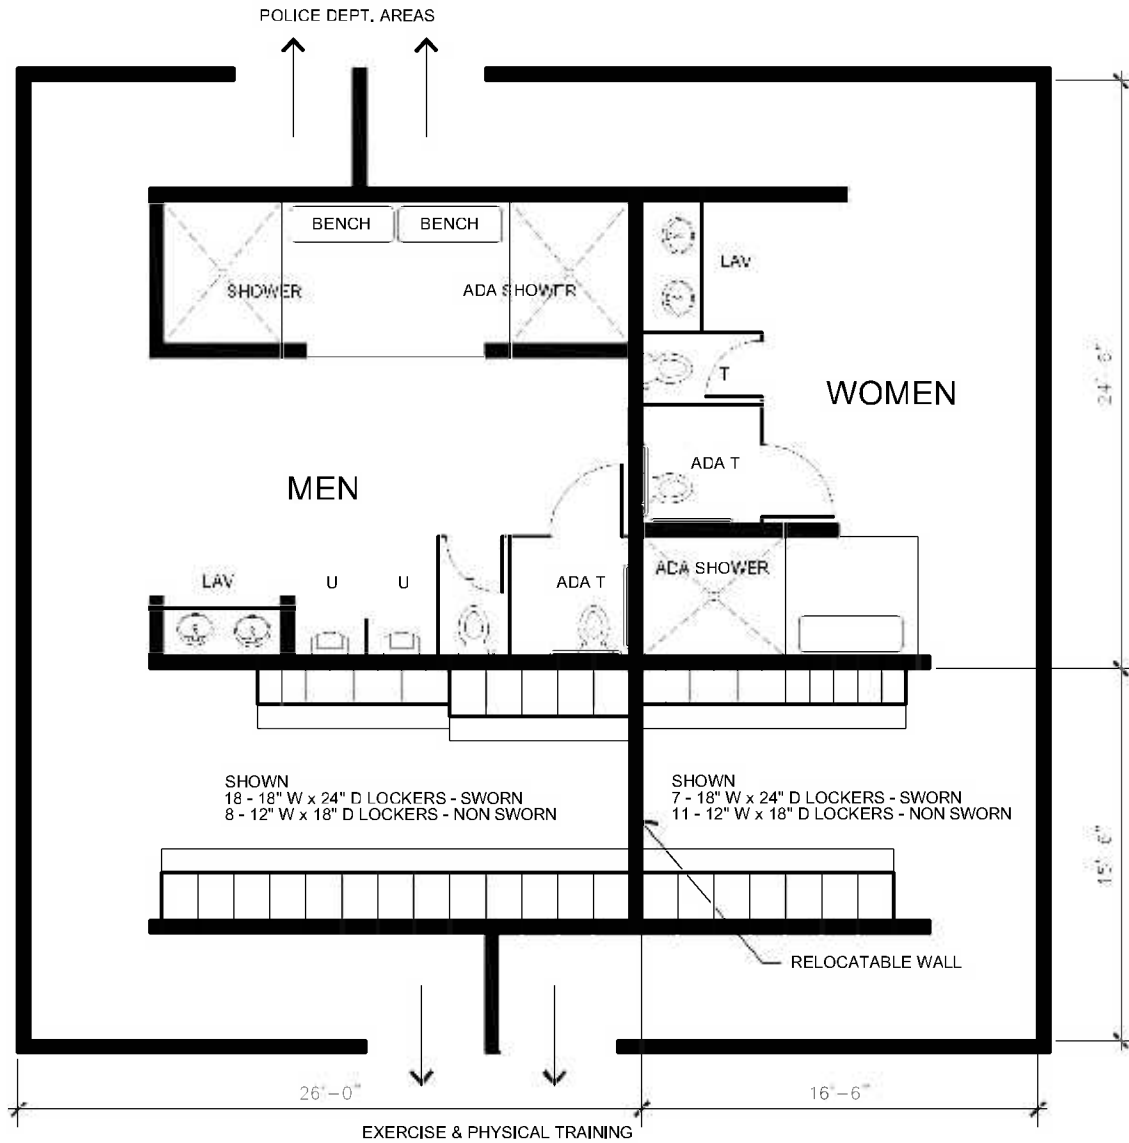 POLICE DEPT. AREAS
BENCH
BENCH
LAV
SHOWER
ADA SHOWER
T
WOMEN
24'-6"
ADA T
MEN
LAV
U
U
ADA T
ADA SHOWER
SHOWN
18 - 18" W x 24" D LOCKERS - SWORN
8 - 12" W x 18" D LOCKERS - NON SWORN
SHOWN
7 - 18" W x 24" D LOCKERS - SWORN
11 - 12" W x 18" D LOCKERS - NON SWORN
15'-6"
RELOCATABLE WALL
26'-0"
16'-6"
EXERCISE & PHYSICAL TRAINING